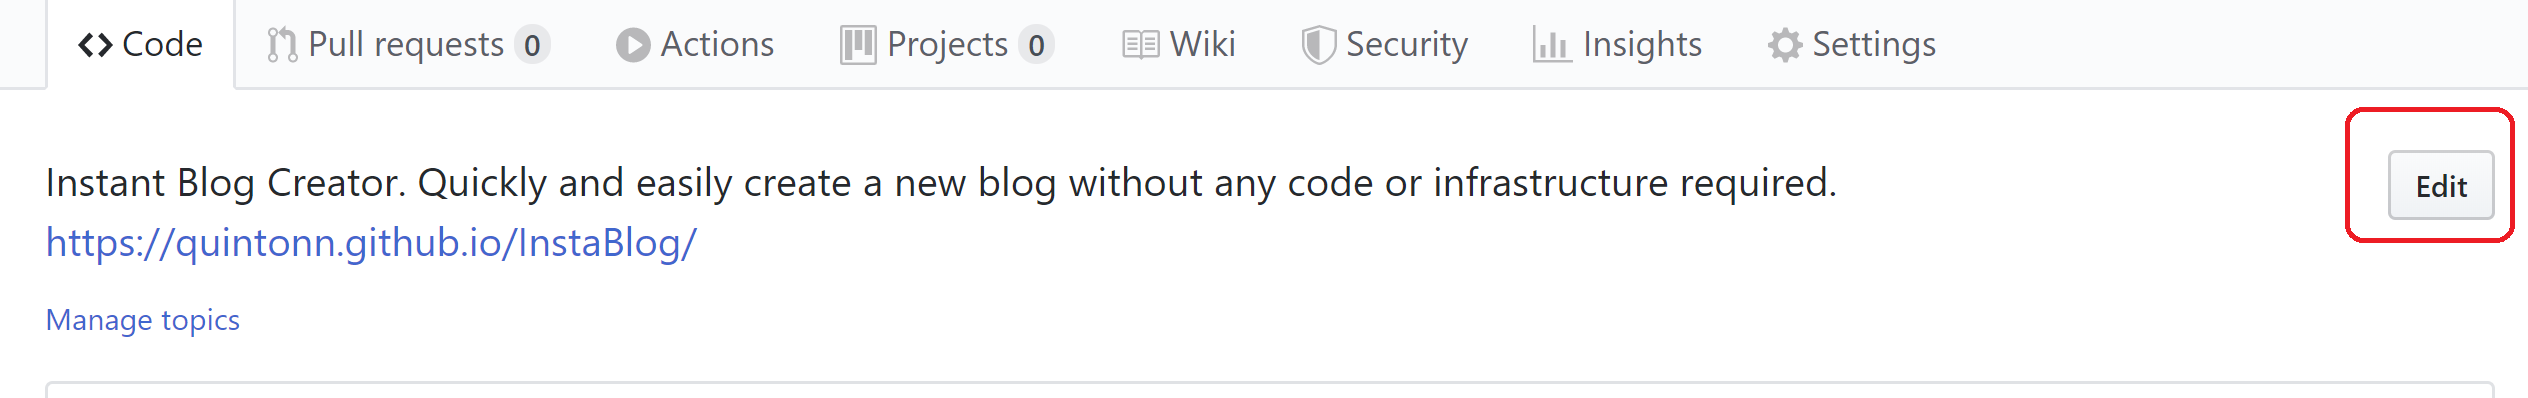 Code Pull requests 0 Actions Projects 0 Wiki Security Insights Settings
Instant Blog Creator. Quickly and easily create a new blog without any code or infrastructure required. Edit
https://quintonn.github.io/InstaBlog/
Manage topics